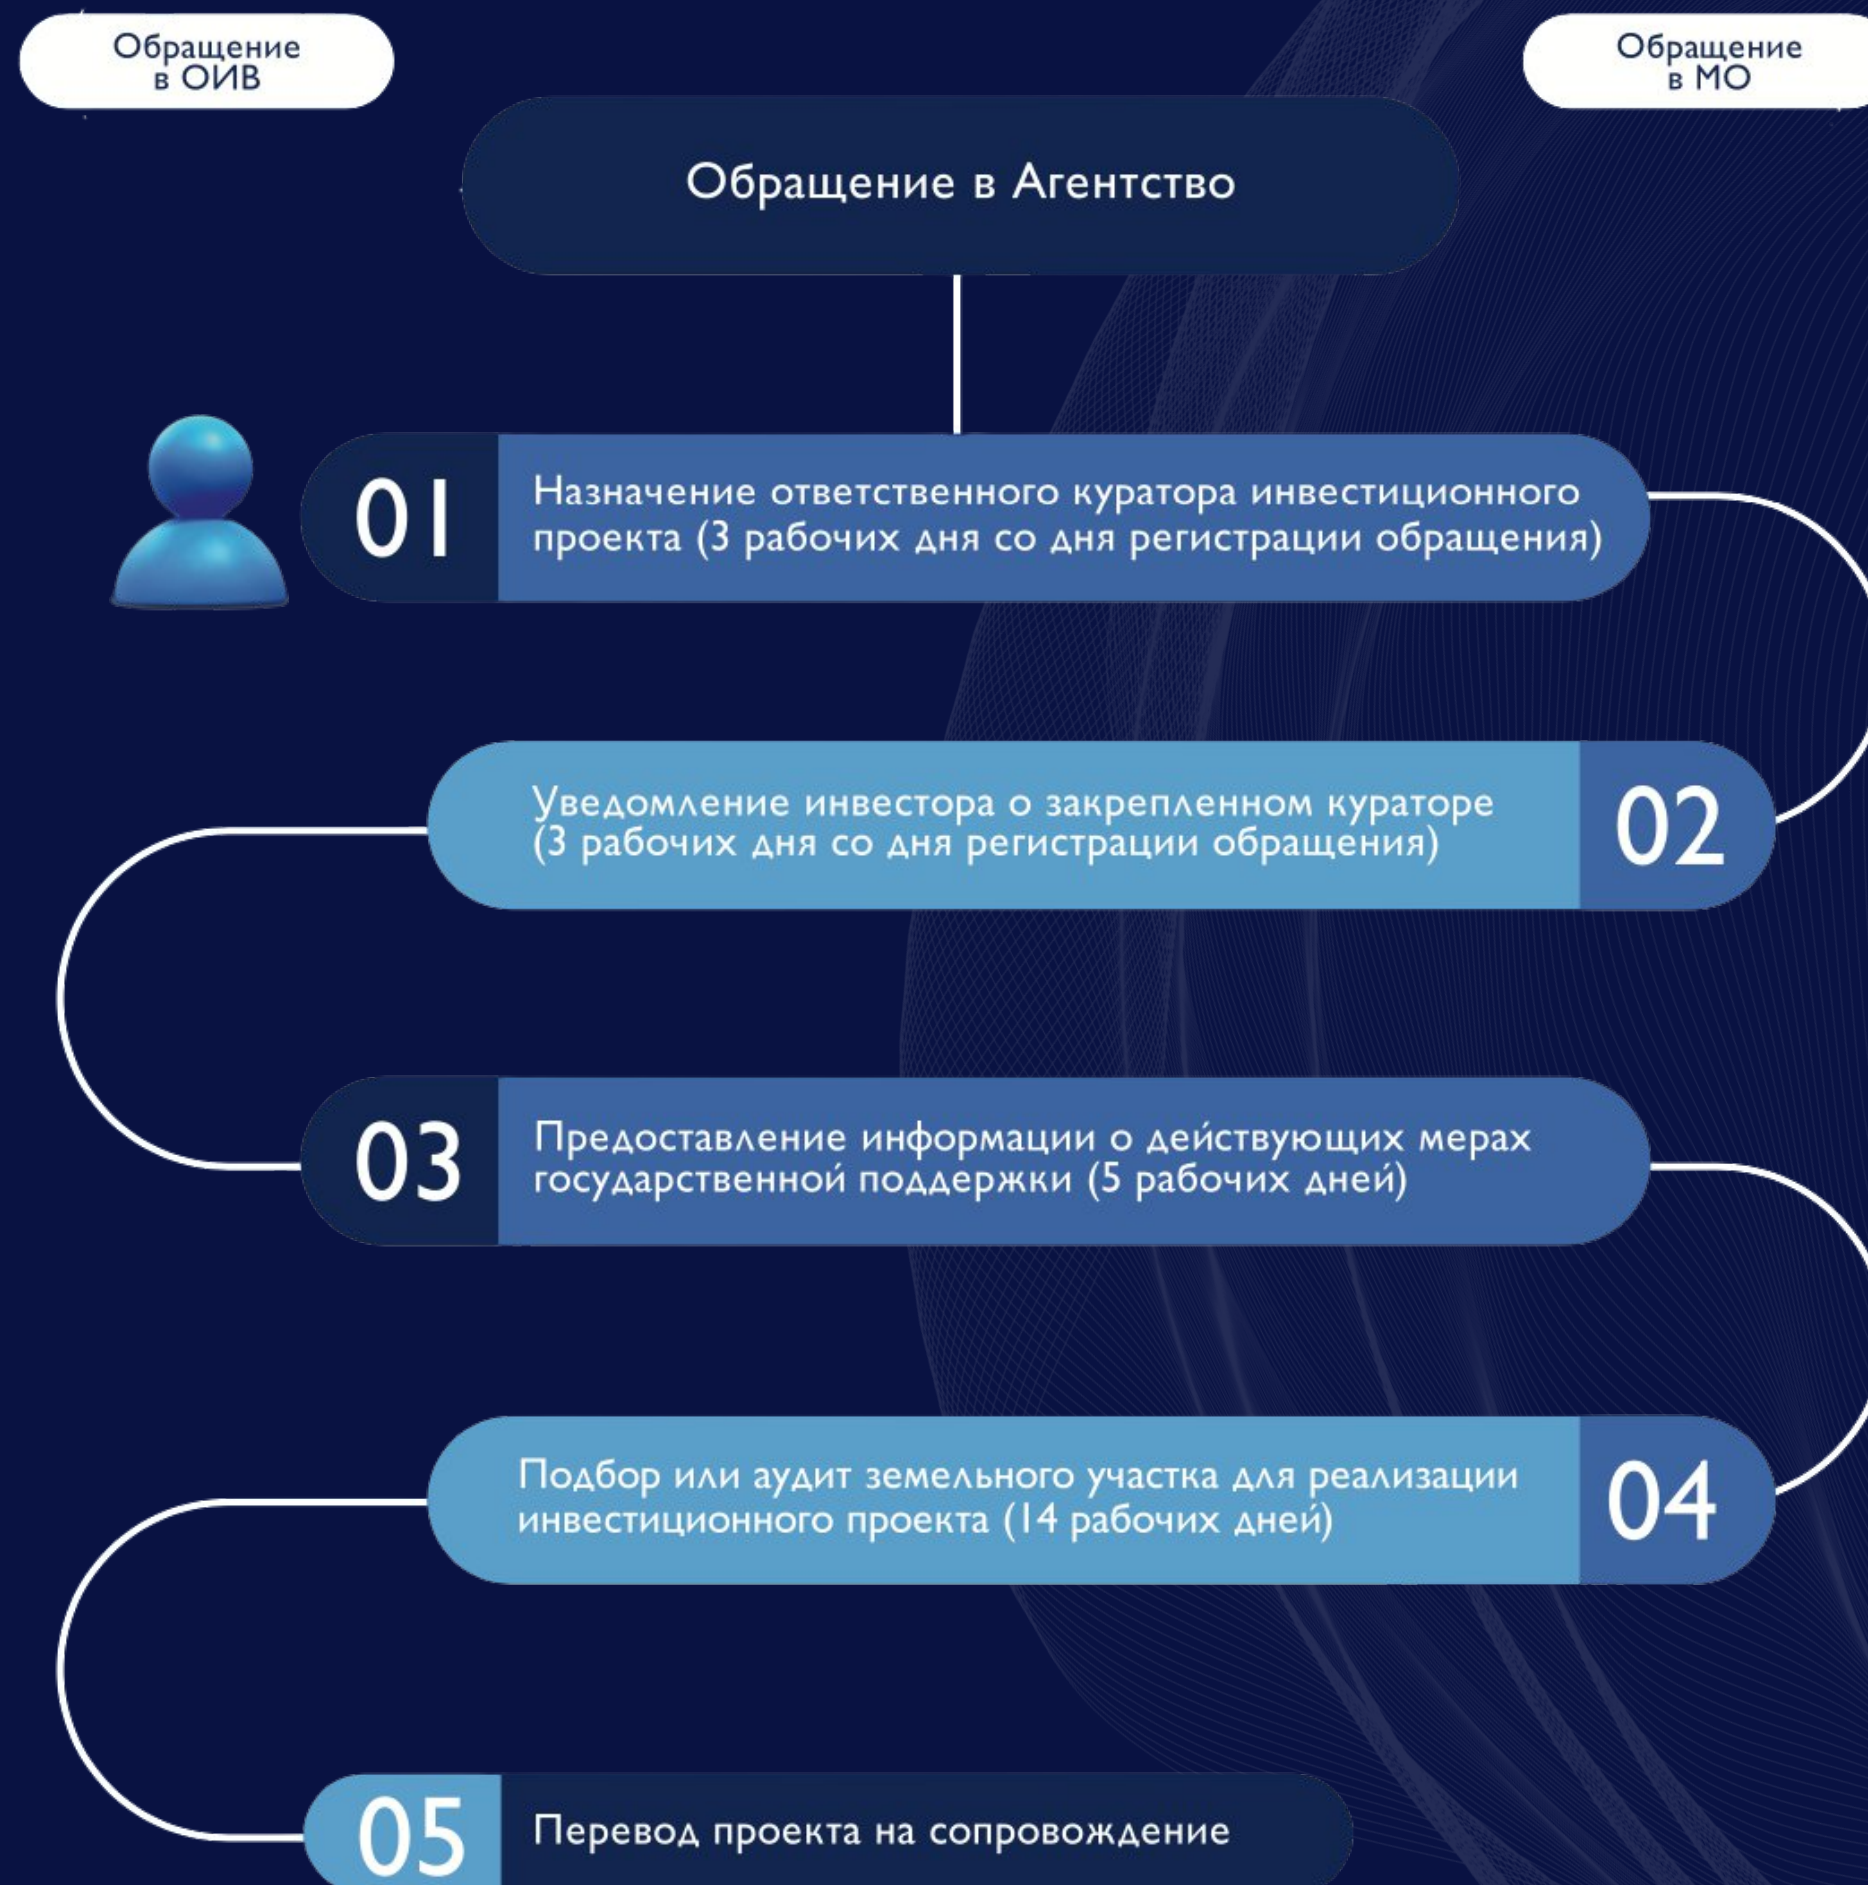 Обращение
в ОИВ
Обращение
в МО
Обращение в Агентство
01
Назначение ответственного куратора инвестиционного
проекта (3 рабочих дня со дня регистрации обращения)
Уведомление инвестора о закрепленном кураторе
(3 рабочих дня со дня регистрации обращения)
02
03
Предоставление информации о действующих мерах
государственной поддержки (5 рабочих дней)
Подбор или аудит земельного участка для реализации
инвестиционного проекта (14 рабочих дней)
04
05
Перевод проекта на сопровождение